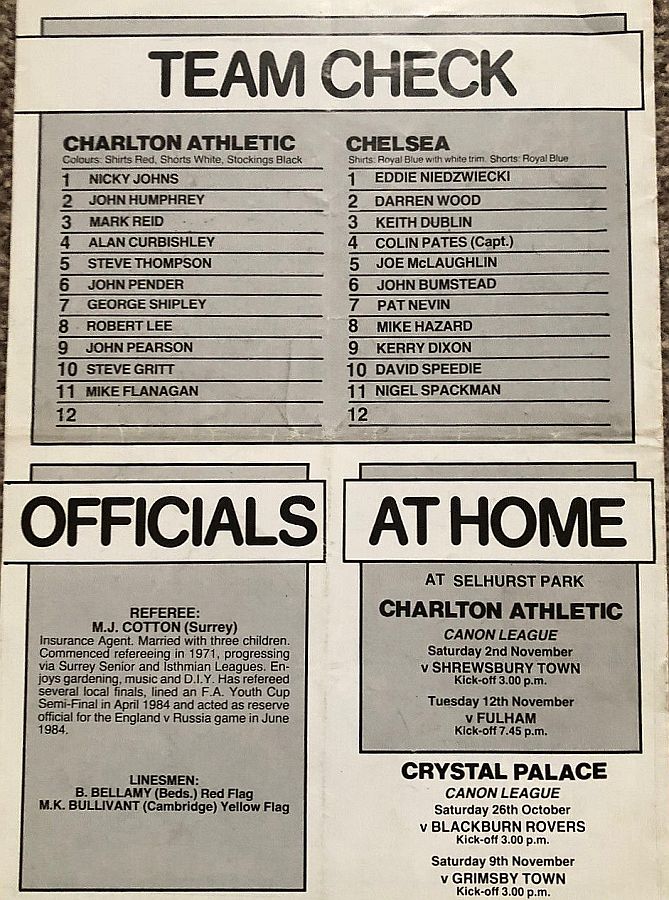 TEAM CHECK
CHARLTON ATHLETIC
Colours: Shirts Red, Shorts White, Stockings Black
1 NICKY JOHNS
2 JOHN HUMPHREY
3 MARK REID
4 ALAN CURBISHLEY
5 STEVE THOMPSON
6 JOHN PENDER
7 GEORGE SHIPLEY
8 ROBERT LEE
9 JOHN PEARSON
10 STEVE GRITT
11 MIKE FLANAGAN
12
CHELSEA
Shirts: Royal Blue with white trim. Shorts: Royal Blue
1 EDDIE NIEDZWIECKI
2 DARREN WOOD
3 KEITH DUBLIN
4 COLIN PATES (Capt.)
5 JOE McLAUGHLIN
6 JOHN BUMSTEAD
7 PAT NEVIN
8 MIKE HAZARD
9 KERRY DIXON
10 DAVID SPEEDIE
11 NIGEL SPACKMAN
12
OFFICIALS
REFEREE:
M.J. COTTON (Surrey)
Insurance Agent. Married with three children.
Commenced refereeing in 1971, progressing
via Surrey Senior and Isthmian Leagues. En-
joys gardening, music and D.I.Y. Has refereed
several local finals, lined an F.A. Youth Cup
Semi-Final in April 1984 and acted as reserve
official for the England v Russia game in June
1984.
LINESMEN:
B. BELLAMY (Beds.) Red Flag
M.K. BULLIVANT (Cambridge) Yellow Flag
AT HOME
AT SELHURST PARK
CHARLTON ATHLETIC
CANON LEAGUE
Saturday 2nd November
v SHREWSBURY TOWN
Kick-off 3.00 p.m.
Tuesday 12th November
v FULHAM
Kick-off 7.45 p.m.
CRYSTAL PALACE
CANON LEAGUE
Saturday 26th October
v BLACKBURN ROVERS
Kick-off 3.00 p.m.
Saturday 9th November
v GRIMSBY TOWN
Kick-off 3.00 p.m.